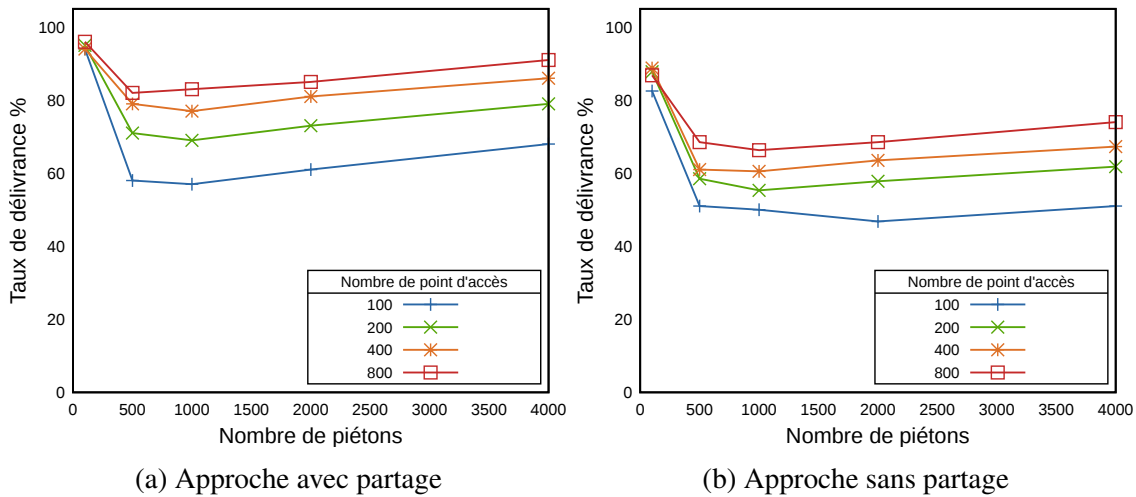 100
80
60
40
20
0
Taux de délivrance %
Nombre de point d'accès
100
200
400
800
0 500 1000 1500 2000 2500 3000 3500 4000
Nombre de piétons
(a) Approche avec partage
100
80
60
40
20
0
Taux de délivrance %
Nombre de point d'accès
100
200
400
800
0 500 1000 1500 2000 2500 3000 3500 4000
Nombre de piétons
(b) Approche sans partage